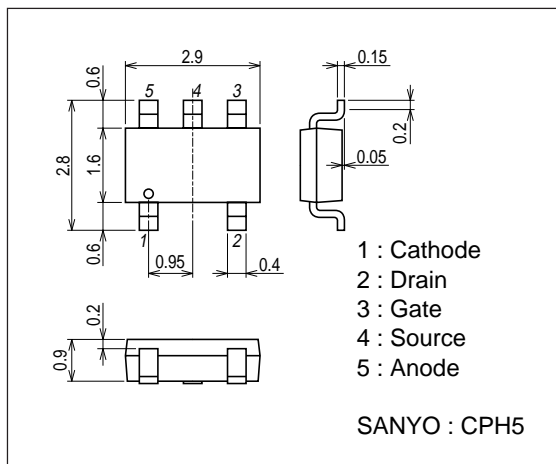 2.9
0.15
0.6
5
4
3
0.2
2.8
1.6
0.05
0.6
1
2
0.95
0.4
1 : Cathode
2 : Drain
3 : Gate
4 : Source
5 : Anode
0.2
0.9
SANYO : CPH5